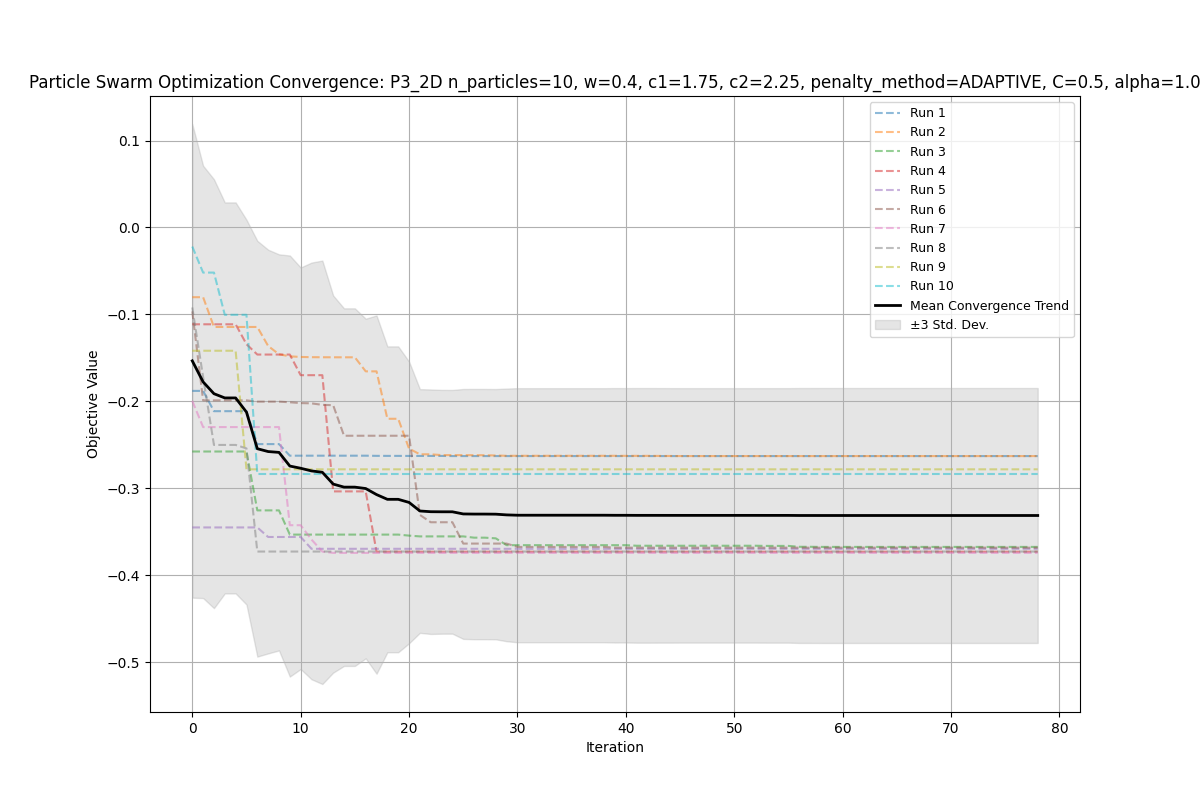 Particle Swarm Optimization Convergence: P3_2D n_particles=10, w=0.4, c1=1.75, c2=2.25, penalty_method=ADAPTIVE, C=0.5, alpha=1.0
Objective Value
0.1
0.0
−0.1
−0.2
−0.3
−0.4
−0.5
Run 1
Run 2
Run 3
Run 4
Run 5
Run 6
Run 7
Run 8
Run 9
Run 10
Mean Convergence Trend
±3 Std. Dev.
0 10 20 30 40 50 60 70 80
Iteration